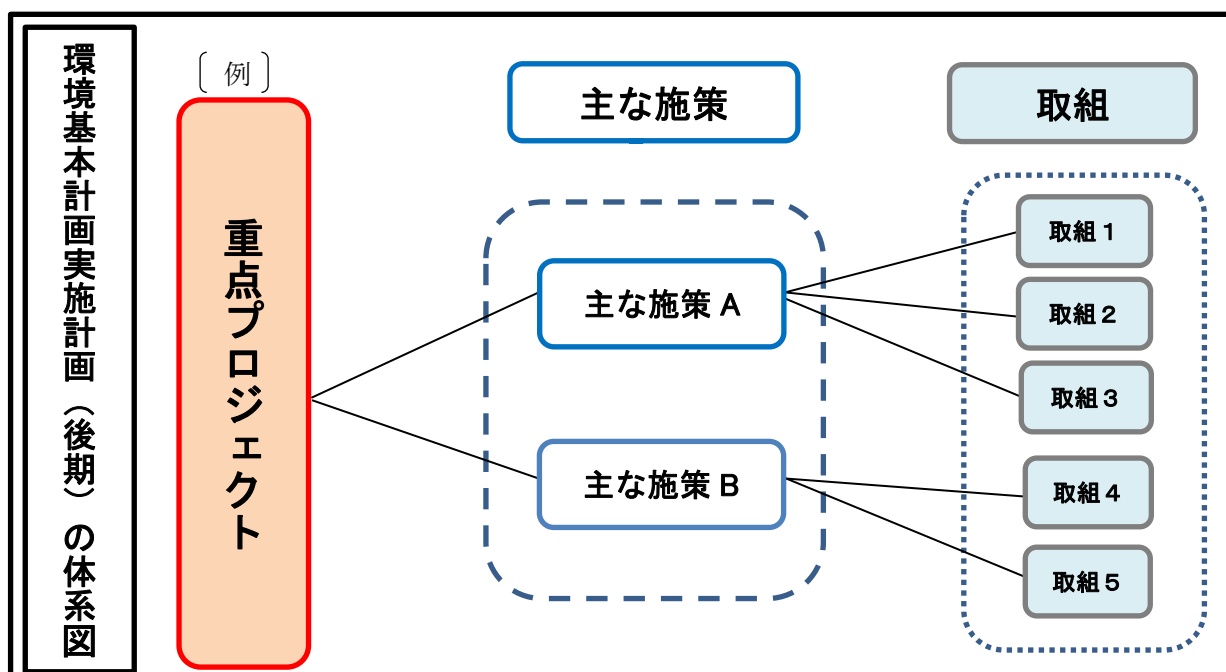 環境基本計画実施計画（後期）の体系図
〔 例 〕
重点プロジェクト
主な施策
主な施策 A
主な施策 B
取組
取組１
取組２
取組３
取組４
取組５